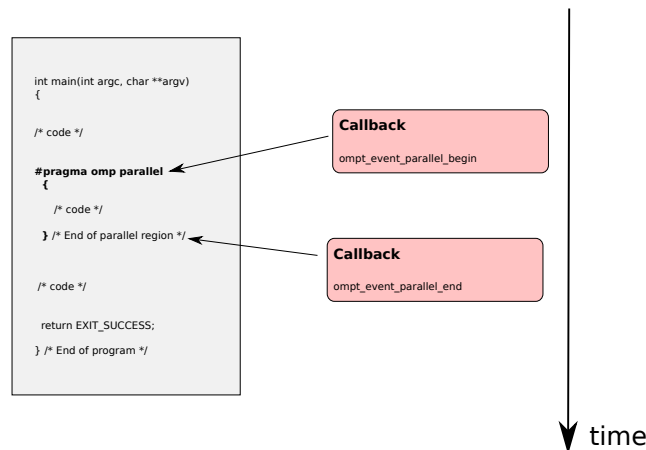 int main(int argc, char **argv)
{
/* code */
#pragma omp parallel
{
/* code */
} /* End of parallel region */
/* code */
return EXIT_SUCCESS;
} /* End of program */
Callback
ompt_event_parallel_begin
Callback
ompt_event_parallel_end
time